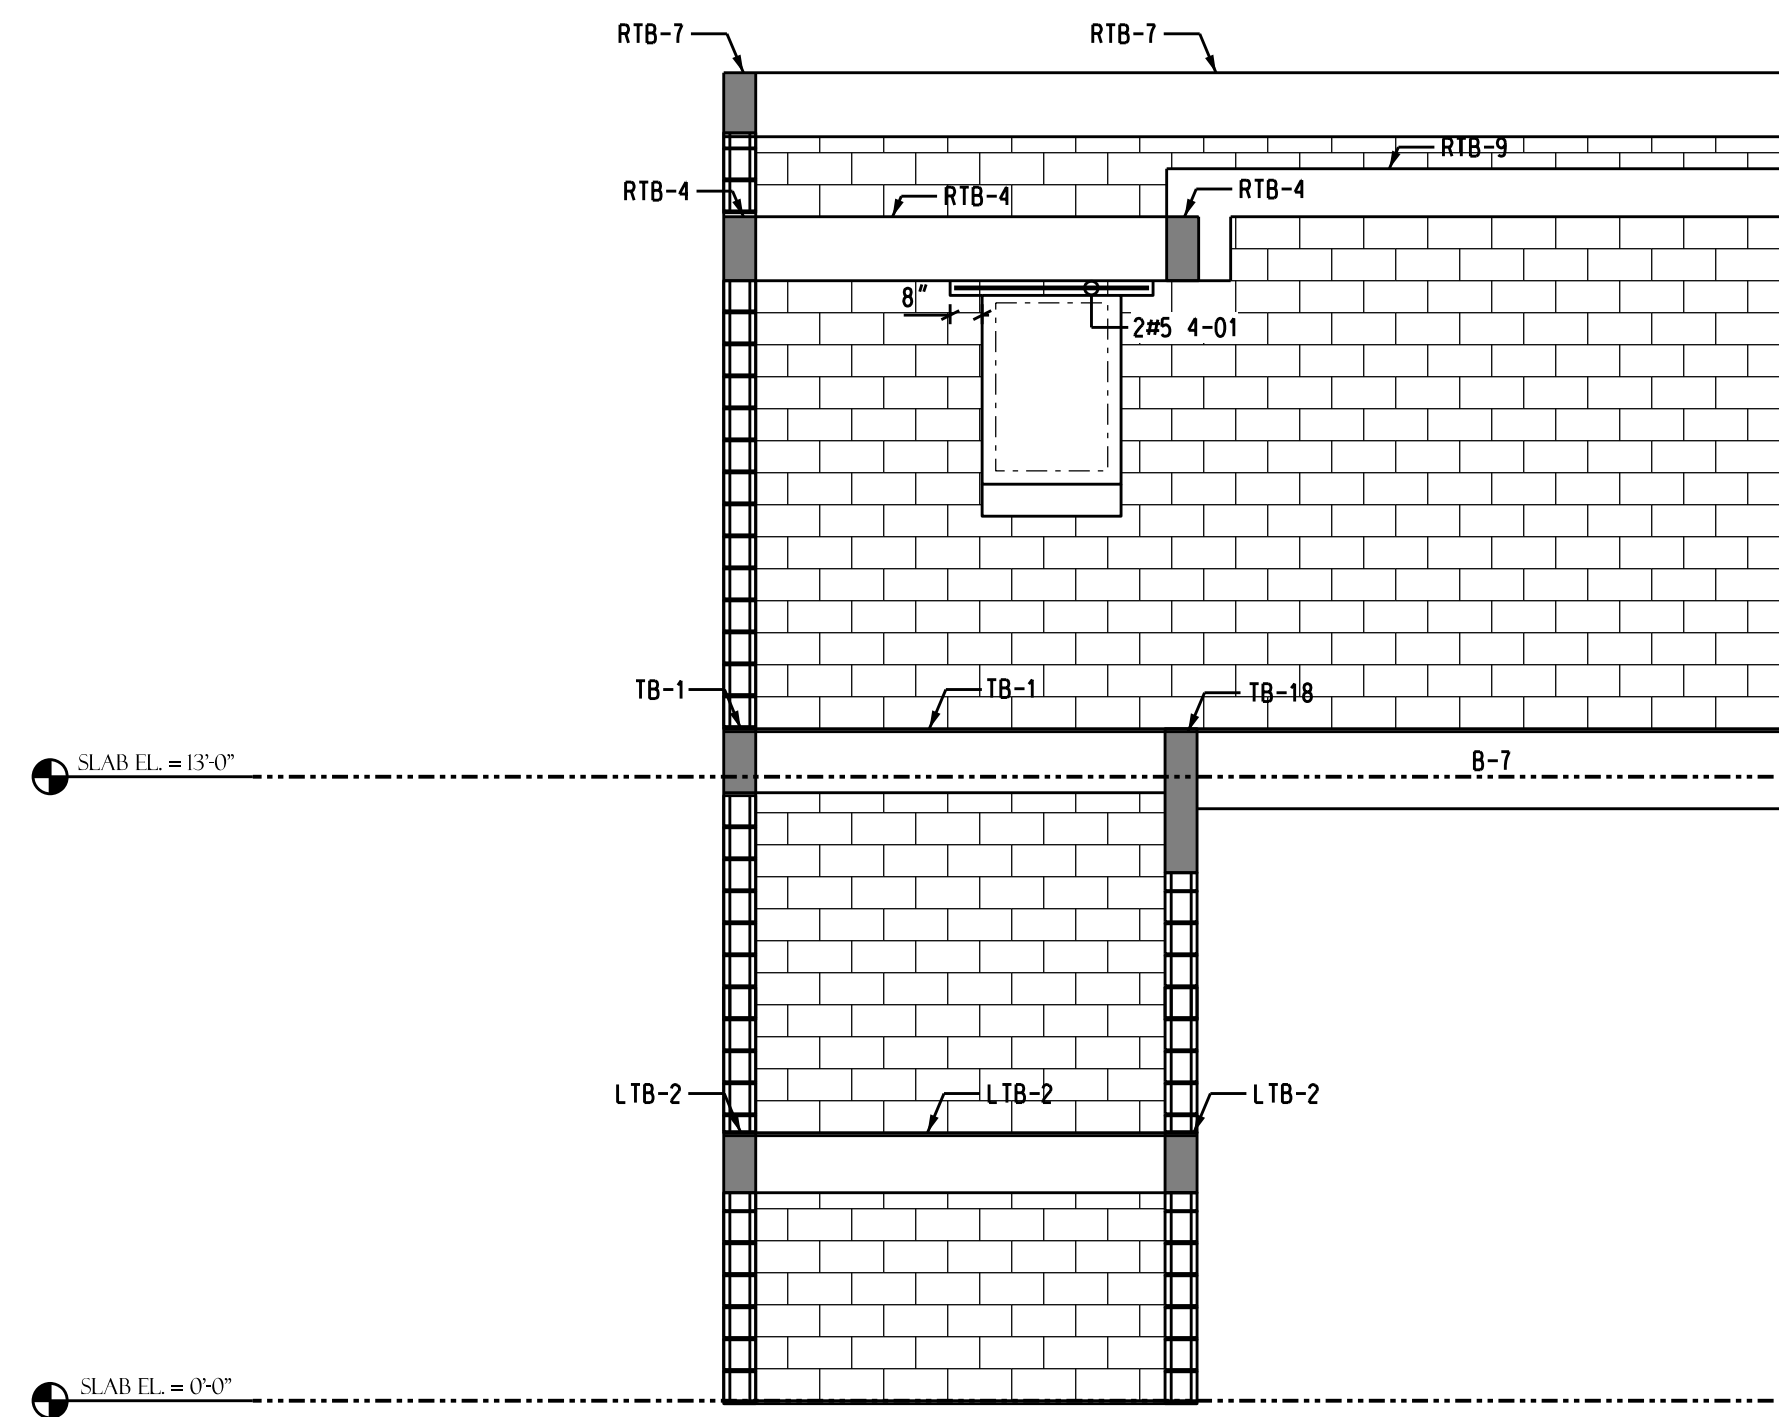 RTB-7
RTB-7
RTB-9
RTB-4
RTB-4
RTB-4
8"
2#5 4-01
TB-1
TB-1
TB-18
SLAB EL. = 13'-0"
B-7
LTB-2
LTB-2
LTB-2
SLAB EL. = 0'-0"